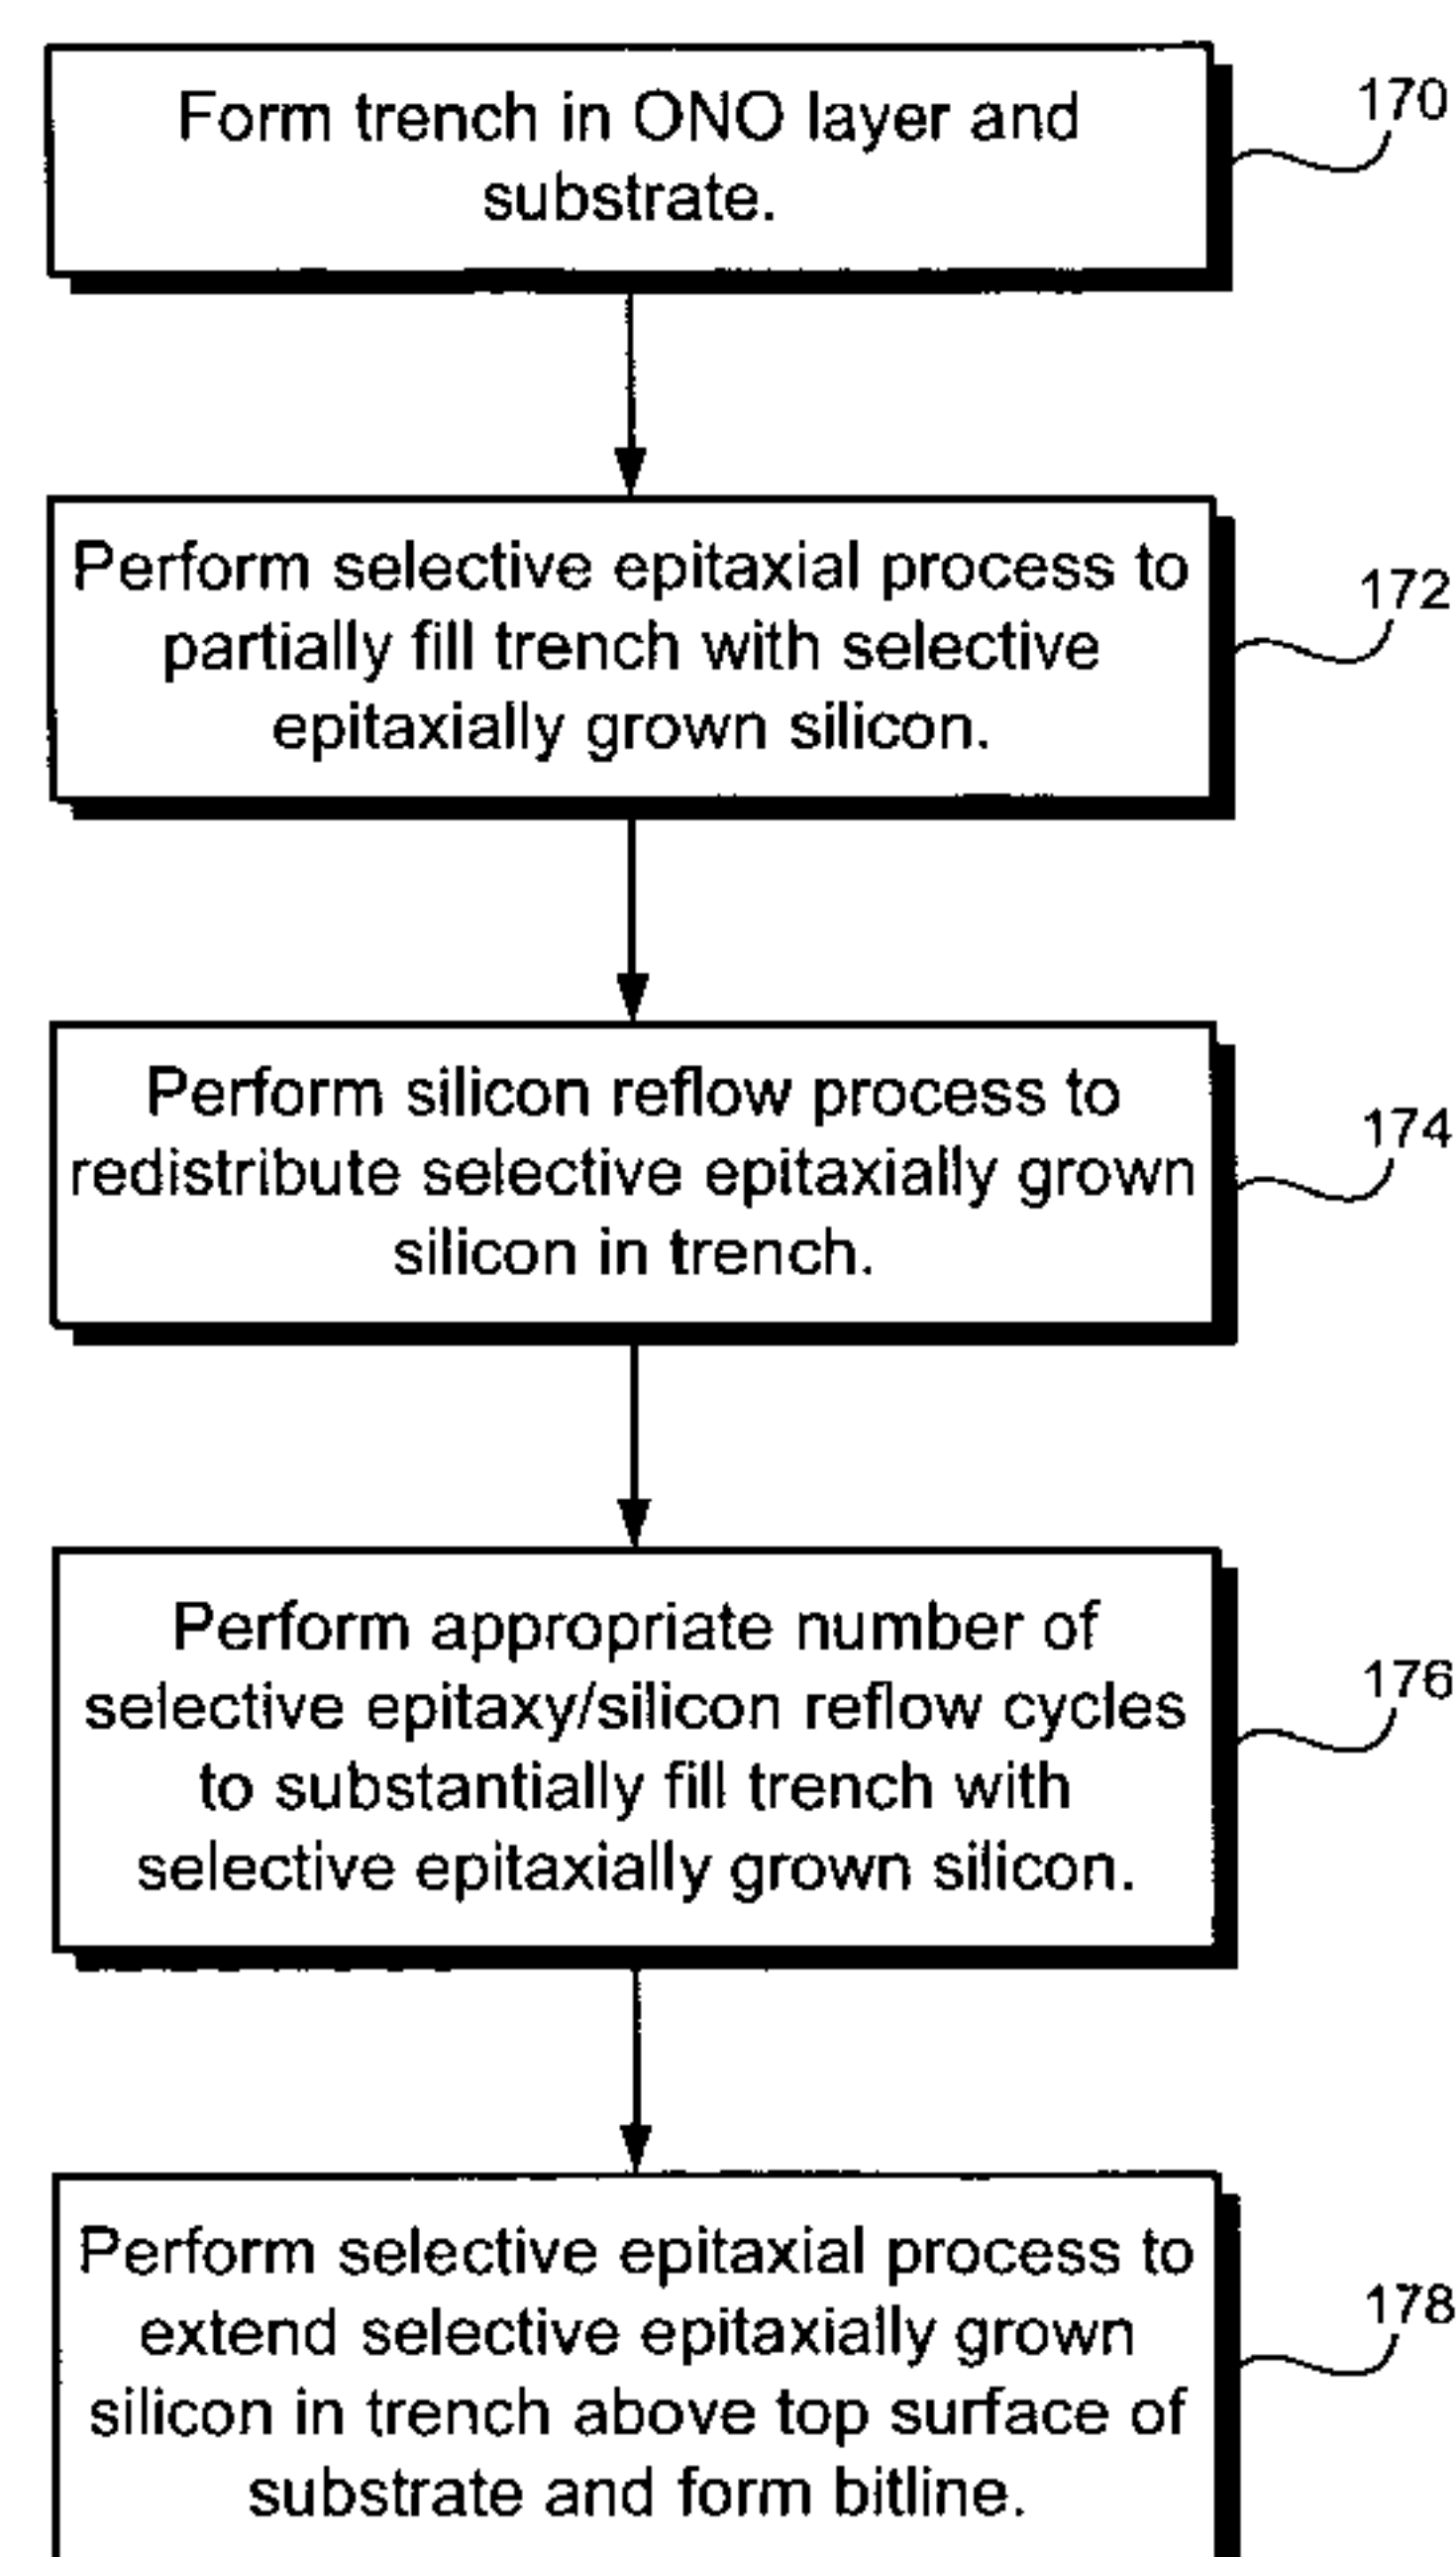 Form trench in ONO layer and
substrate.
170
Perform selective epitaxial process to
partially fill trench with selective
epitaxially grown silicon.
172
Perform silicon reflow process to
redistribute selective epitaxially grown
silicon in trench.
174
Perform appropriate number of
selective epitaxy/silicon reflow cycles
to substantially fill trench with
selective epitaxially grown silicon.
176
Perform selective epitaxial process to
extend selective epitaxially grown
silicon in trench above top surface of
substrate and form bitline.
178